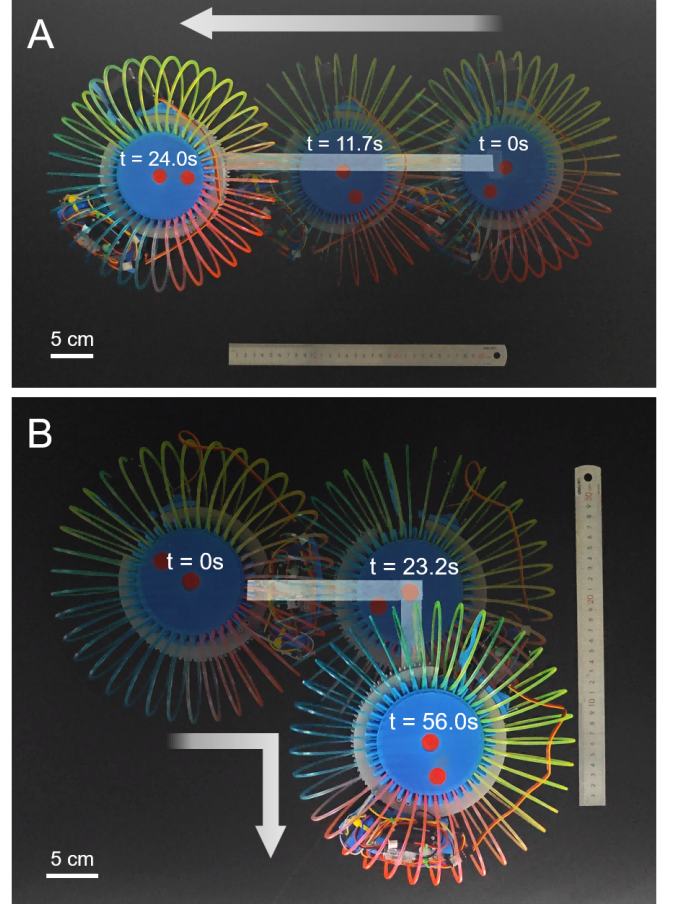 A
t = 24.0s
t = 11.7s
t = 0s
5 cm
B
t = 0s
t = 23.2s
t = 56.0s
5 cm